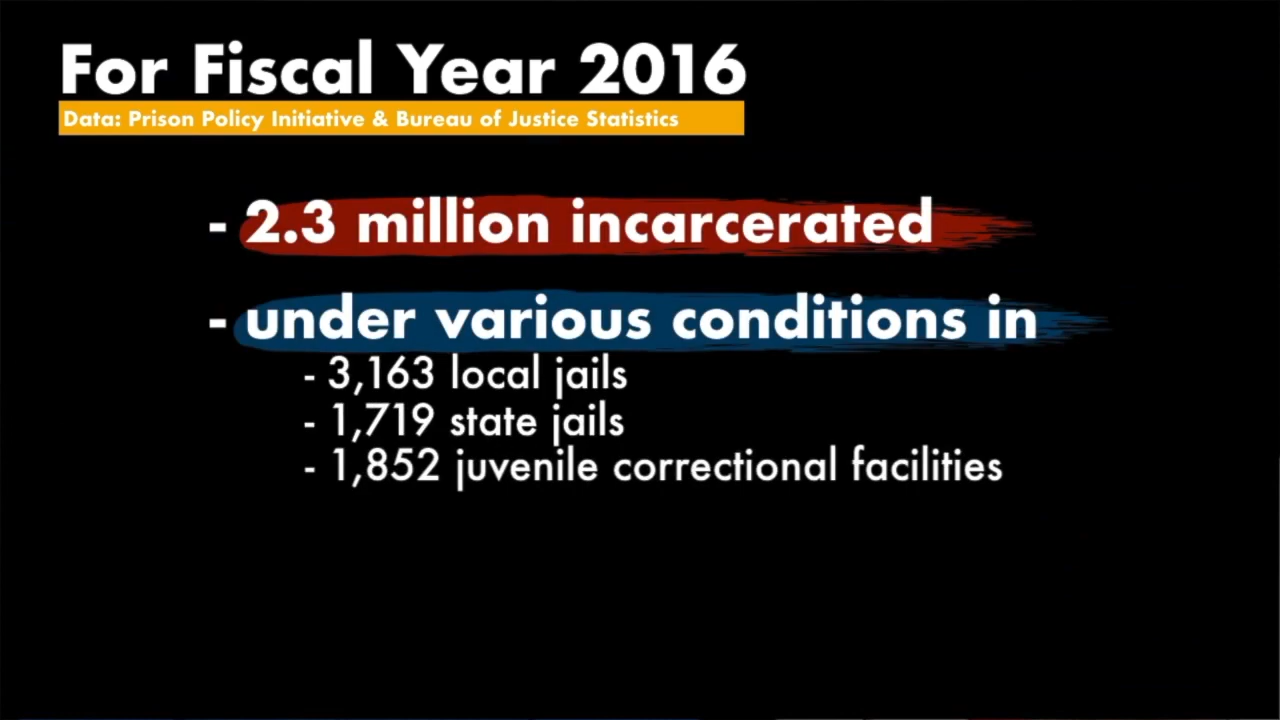 For Fiscal Year 2016
Data: Prison Policy Initiative & Bureau of Justice Statistics
- 2.3 million incarcerated
- under various conditions in
- 3,163 local jails
- 1,719 state jails
- 1,852 juvenile correctional facilities